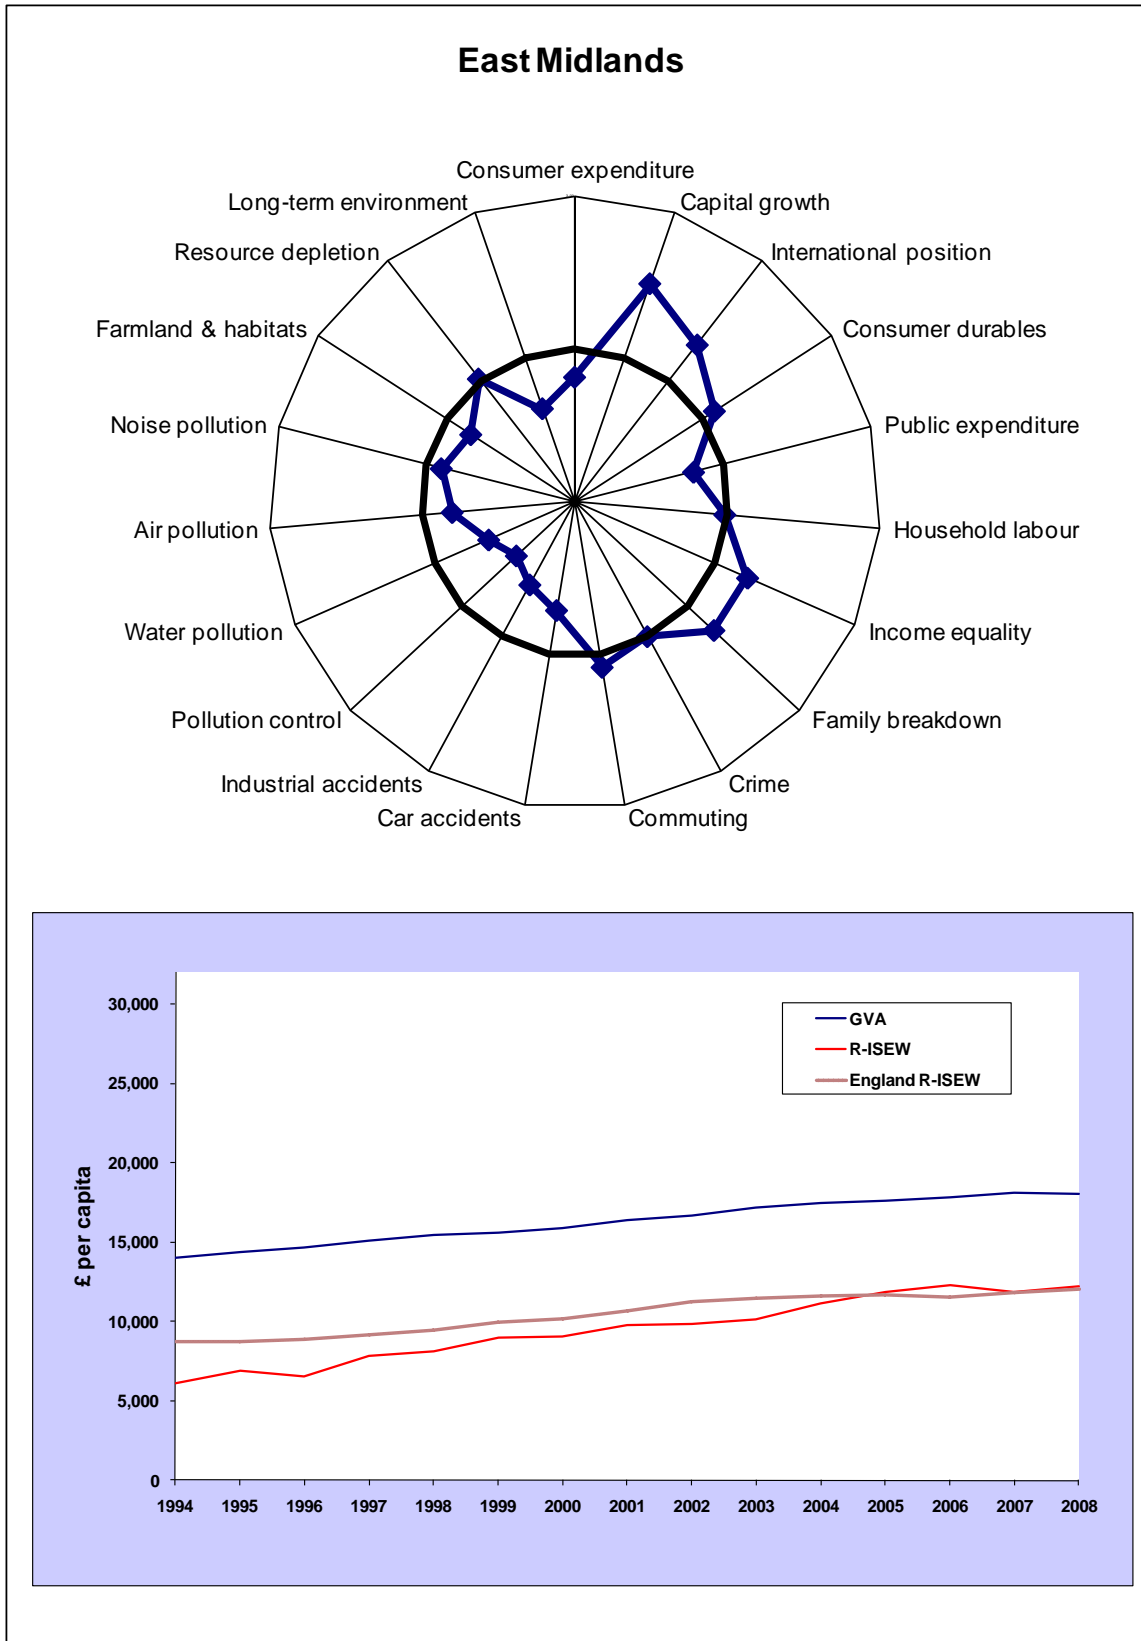 East Midlands
Consumer expenditure
Long-term environment
Capital growth
Resource depletion
International position
Farmland & habitats
Consumer durables
Noise pollution
Public expenditure
Air pollution
Household labour
Water pollution
Income equality
Pollution control
Family breakdown
Industrial accidents
Crime
Car accidents
Commuting
£ per capita
30,000
25,000
20,000
15,000
10,000
5,000
0
GVA
R-ISEW
England R-ISEW
1994 1995 1996 1997 1998 1999 2000 2001 2002 2003 2004 2005 2006 2007 2008